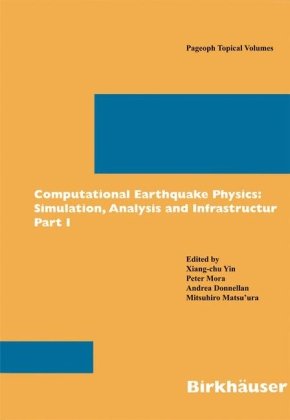 Pageoph Topical Volumes
Computational Earthquake Physics:
Simulation, Analysis and Infrastructur
Part I
Edited by
Xiang-chu Yin
Peter Mora
Andrea Donnellan
Mitsuhiro Matsu'ura
Birkhäuser